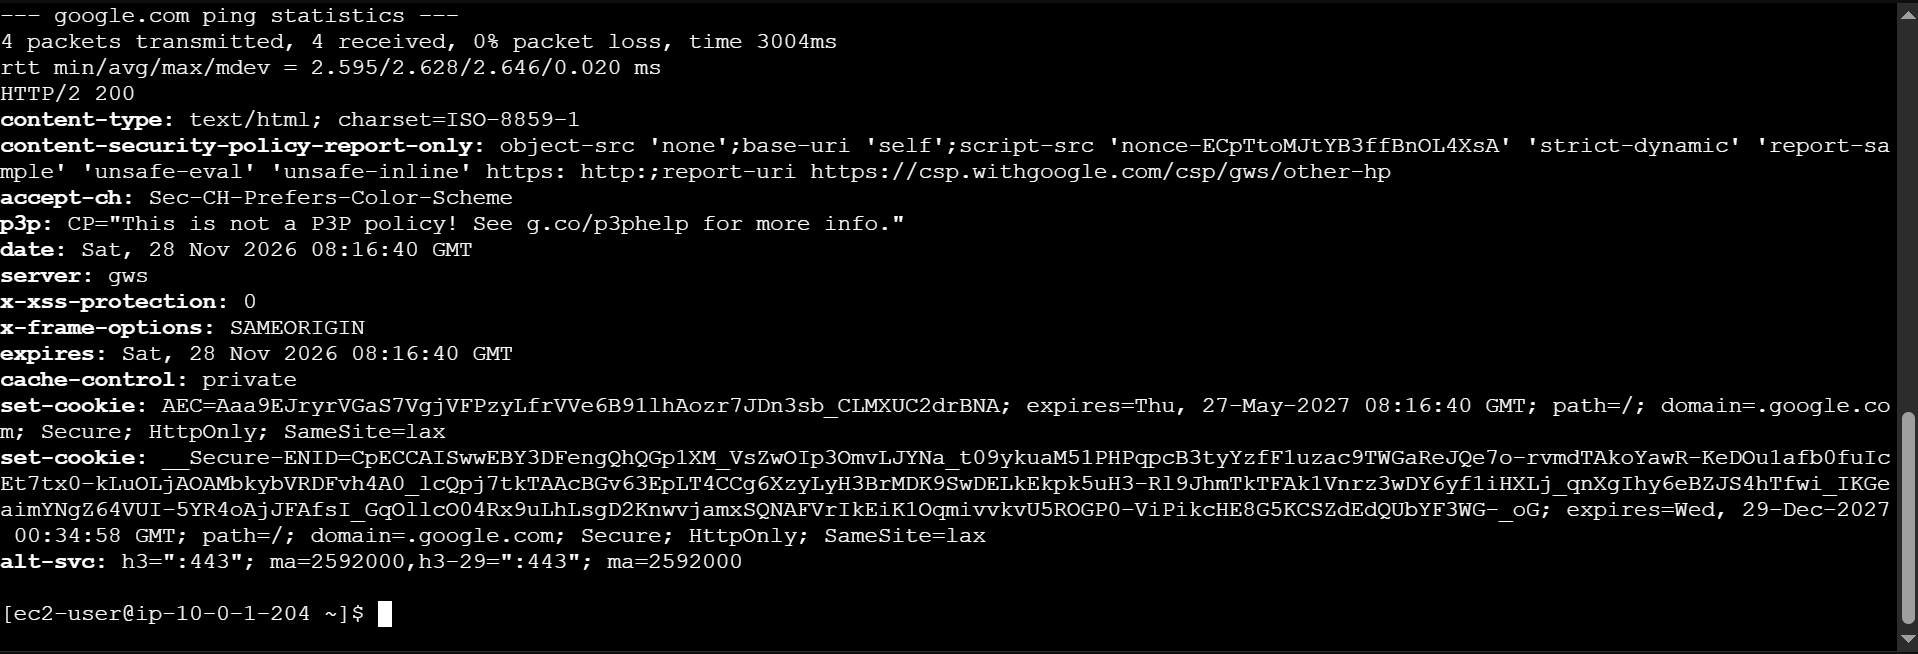 --- google.com ping statistics ---
4 packets transmitted, 4 received, 0% packet loss, time 3004ms
rtt min/avg/max/mdev = 2.595/2.628/2.646/0.020 ms
HTTP/2 200
content-type: text/html; charset=ISO-8859-1
content-security-policy-report-only: object-src 'none';base-uri 'self';script-src 'nonce-ECpTtoMJtYB3ffBnOL4XsA' 'strict-dynamic' 'report-sa
mple' 'unsafe-eval' 'unsafe-inline' https: http:;report-uri https://csp.withgoogle.com/csp/gws/other-hp
accept-ch: Sec-CH-Prefers-Color-Scheme
p3p: CP="This is not a P3P policy! See g.co/p3phelp for more info."
date: Sat, 28 Nov 2026 08:16:40 GMT
server: gws
x-xss-protection: 0
x-frame-options: SAMEORIGIN
expires: Sat, 28 Nov 2026 08:16:40 GMT
cache-control: private
set-cookie: AEC=Aaa9EJryrVGaS7VgjVFPzyLfrVVe6B91lhAozr7JDn3sb_CLMXUC2drBNA; expires=Thu, 27-May-2027 08:16:40 GMT; path=/; domain=.google.co
m; Secure; HttpOnly; SameSite=lax
set-cookie: __Secure-ENID=CpECCAISwwEBY3DFengQhQGp1XM_VsZwOIp3OmvLJYNa_t09ykuaM51PHPqpcB3tyYzfF1uzac9TWGaReJQe7o-rvmdTAkoYawR-KeDOu1afb0fuIc
Et7tx0-kLuOLjAOAMbkybVRDFvh4A0_lcQpj7tkTAAcBGv63EpLT4CCg6XzyLyH3BrMDK9SwDELkEkpk5uH3-Rl9JhmTkTFAk1Vnrz3wDY6yf1iHXLj_qnXgIhy6eBZJS4hTfwi_IKGe
aimYNgZ64VUI-5YR4oAjJFAfsI_GqOllcO04Rx9uLhLsgD2KnwvjamxSQNAFVrIkEiK1OqmivvkvU5ROGP0-ViPikcHE8G5KCSZdEdQUbYF3WG-_oG; expires=Wed, 29-Dec-2027
 00:34:58 GMT; path=/; domain=.google.com; Secure; HttpOnly; SameSite=lax
alt-svc: h3=":443"; ma=2592000,h3-29=":443"; ma=2592000
[ec2-user@ip-10-0-1-204 ~]$